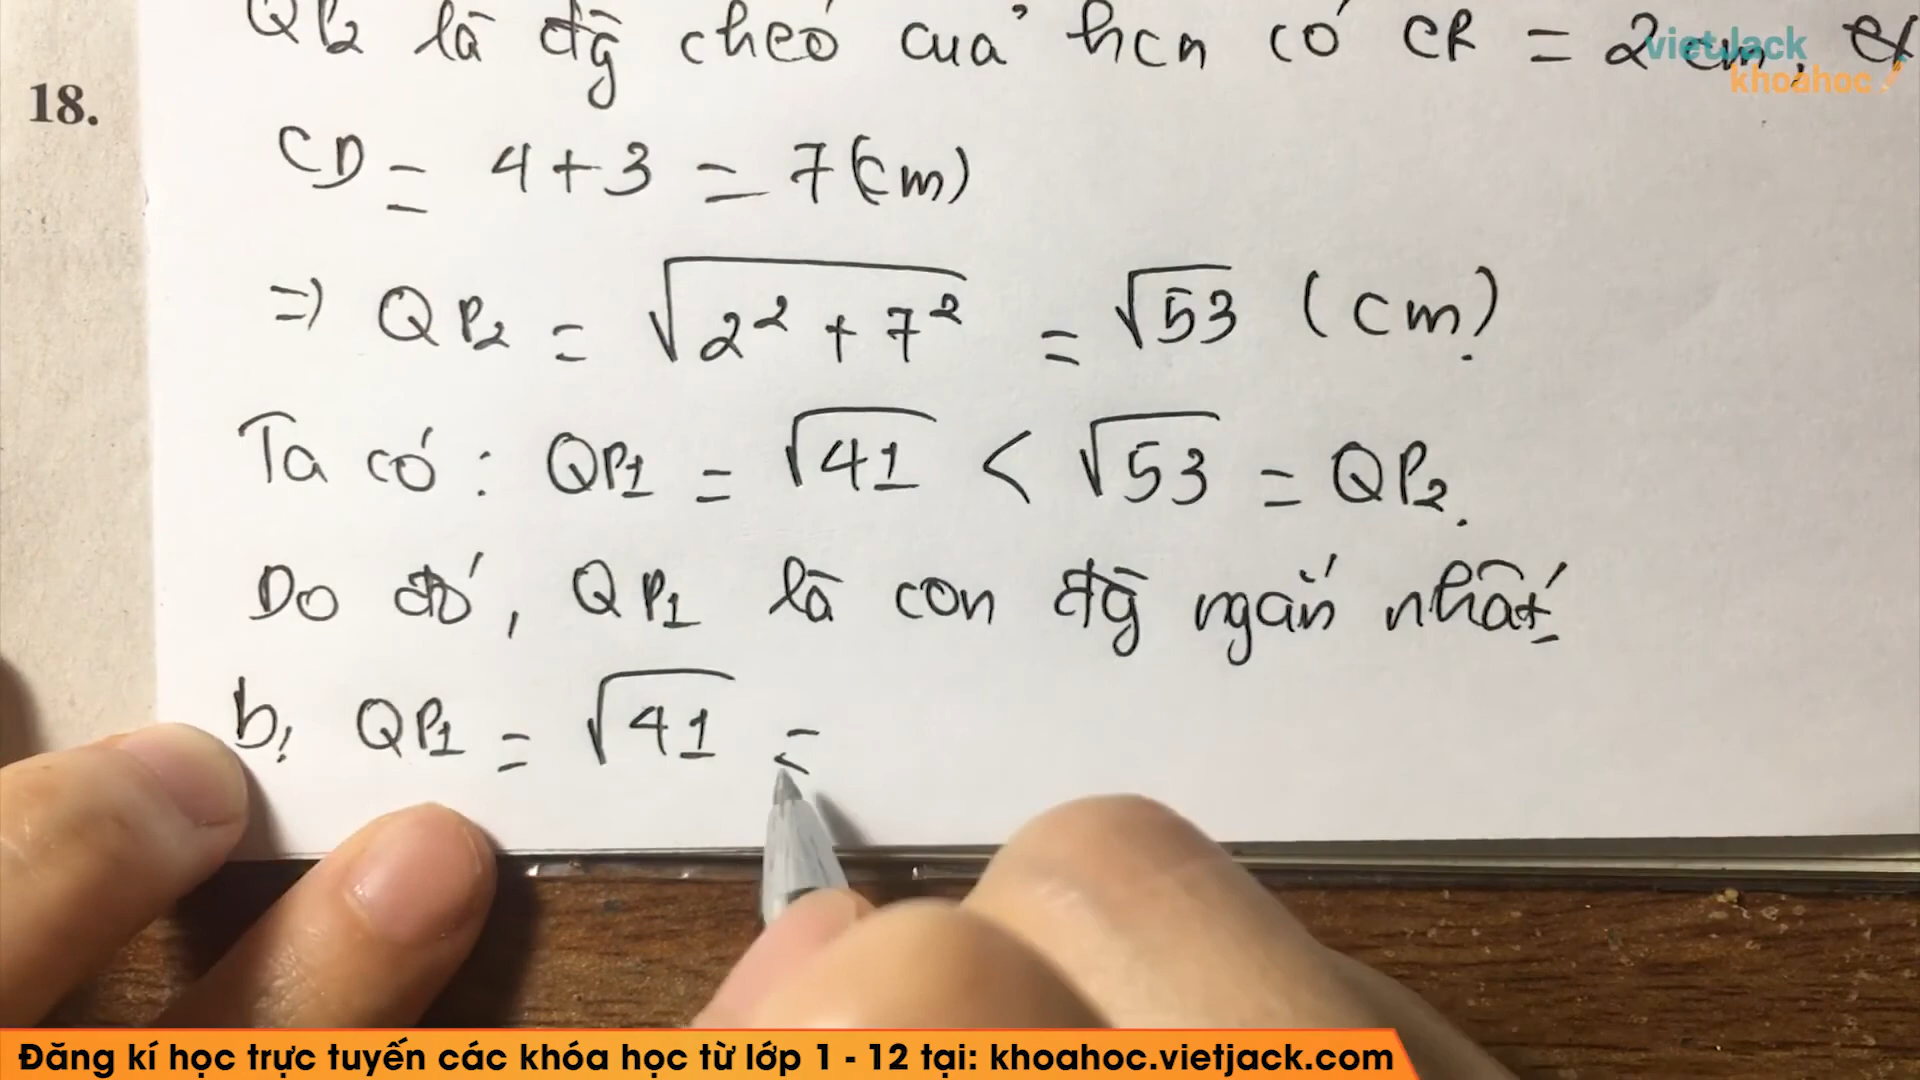 QP₂ là đg̀ chéo của hcn có CR = 2 cm,
vietJack
khoahoc
18.
CD = 4 + 3 = 7 (cm)
=) QP₂ = √2² + 7² = √53 (cm).
Ta có : QP1 = √41 < √53 = QP₂.
Do đó, QP1 là con đg̀ ngắn nhất
b, QP1 = √41 =
Đăng kí học trực tuyến các khóa học từ lớp 1 - 12 tại: khoahoc.vietjack.com